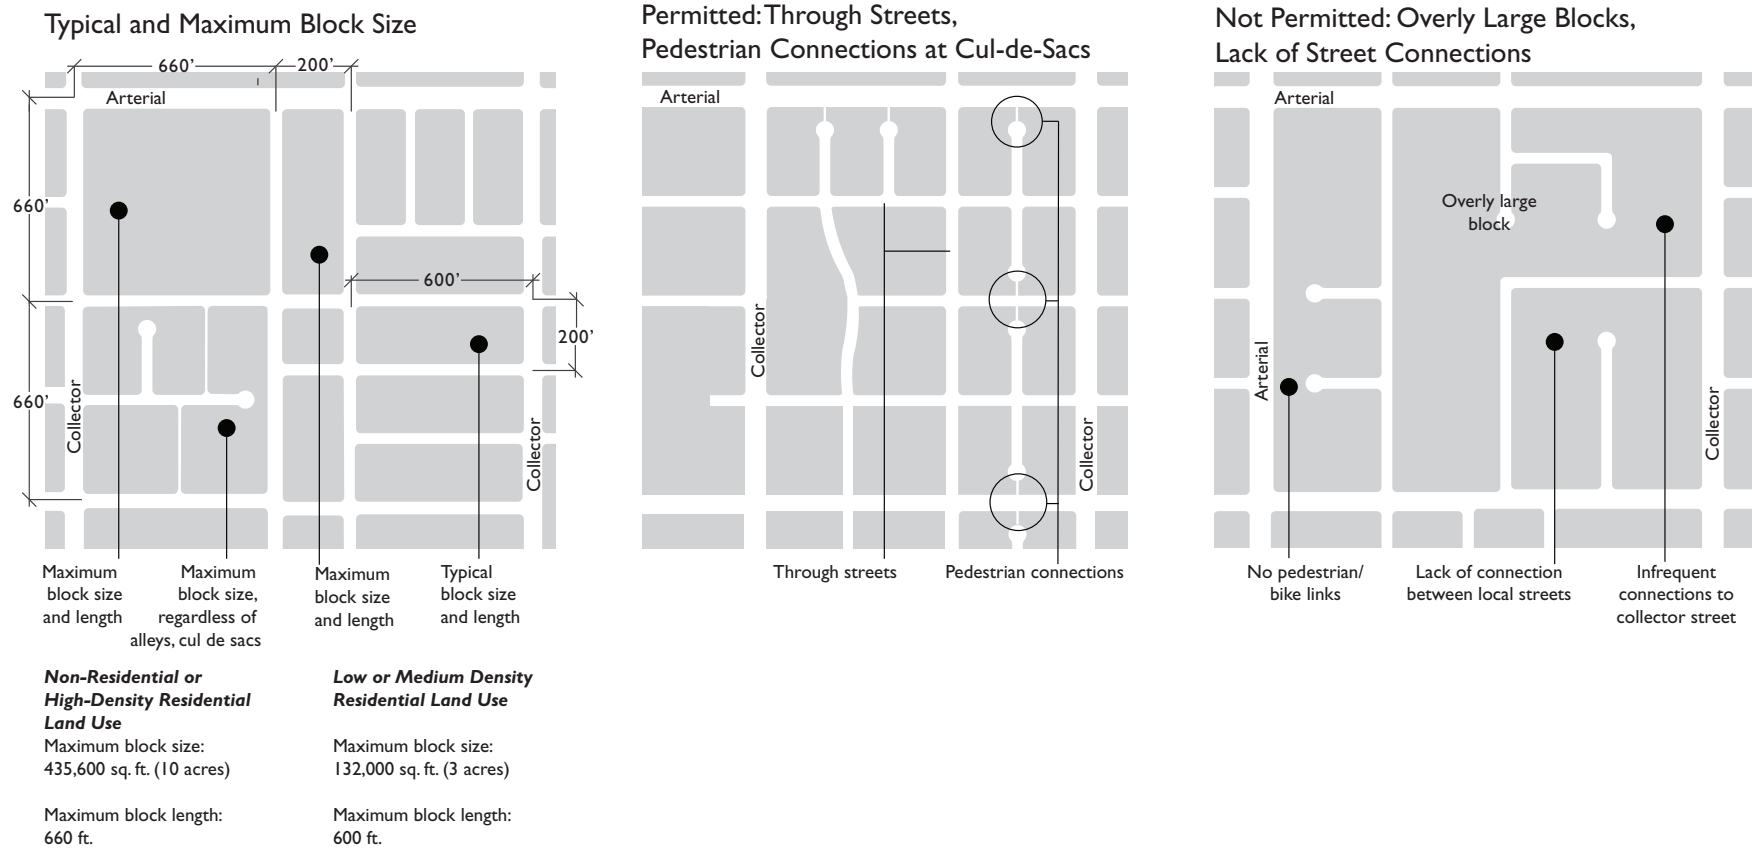 Typical and Maximum Block Size
660’
200’
Arterial
660’
600’
200’
660’
Collector
Collector
Maximum
block size
and length
Maximum
block size,
regardless of
alleys, cul de sacs
Maximum
block size
and length
Typical
block size
and length
Non-Residential or
High-Density Residential
Land Use
Maximum block size:
435,600 sq. ft. (10 acres)
Maximum block length:
660 ft.
Low or Medium Density
Residential Land Use
Maximum block size:
132,000 sq. ft. (3 acres)
Maximum block length:
600 ft.
Permitted: Through Streets,
Pedestrian Connections at Cul-de-Sacs
Arterial
Collector
Collector
Through streets
Pedestrian connections
Not Permitted: Overly Large Blocks,
Lack of Street Connections
Arterial
Overly large
block
Arterial
Collector
No pedestrian/
bike links
Lack of connection
between local streets
Infrequent
connections to
collector street